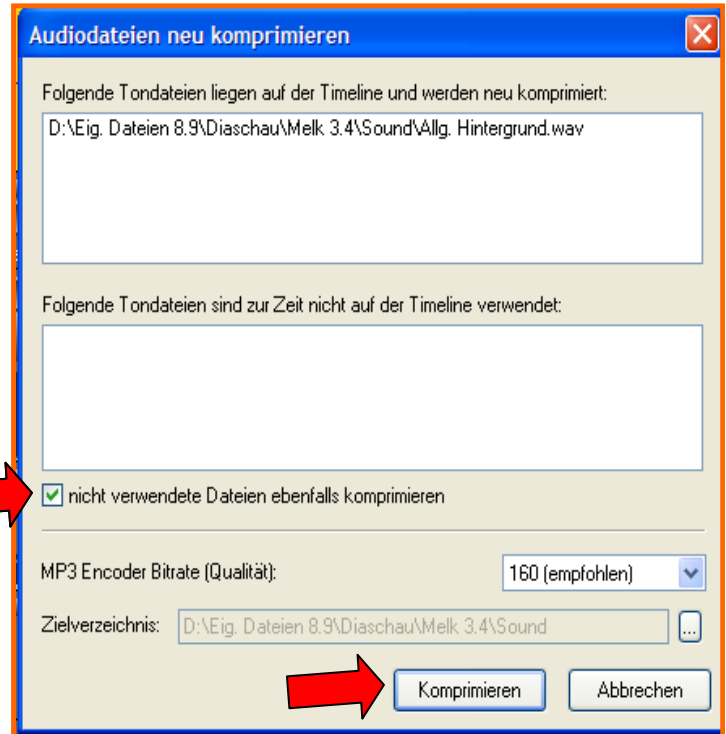 Audiodateien neu komprimieren
Folgende Tondateien liegen auf der Timeline und werden neu komprimiert:
D:\Eig. Dateien 8.9\Diaschau\Melk 3.4\Sound\Allg. Hintergrund.wav
Folgende Tondateien sind zur Zeit nicht auf der Timeline verwendet:
nicht verwendete Dateien ebenfalls komprimieren
MP3 Encoder Bitrate (Qualität): 160 (empfohlen)
Zielverzeichnis: D:\Eig. Dateien 8.9\Diaschau\Melk 3.4\Sound ...
Komprimieren Abbrechen